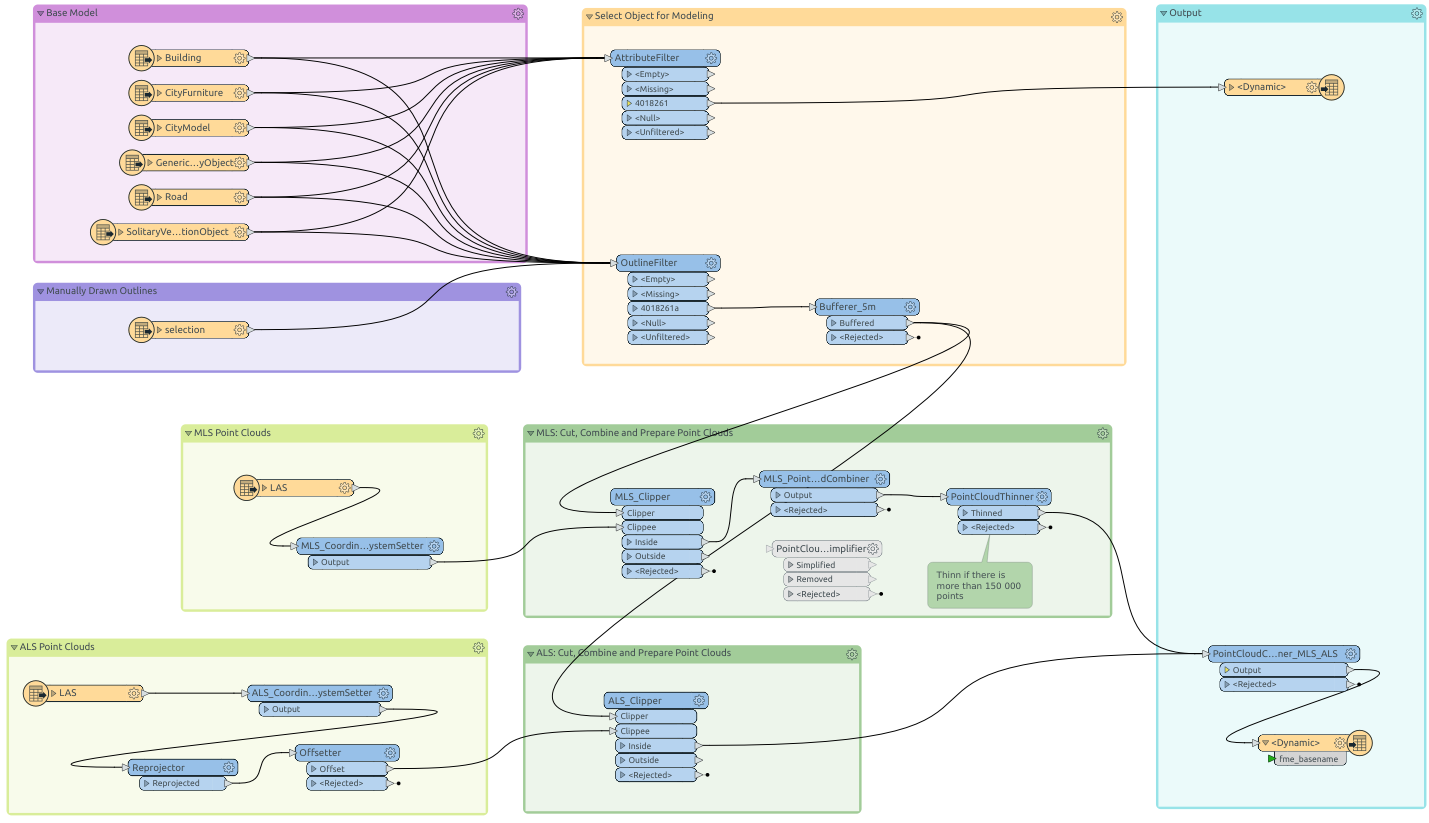 Base Model
Building
CityFurniture
CityModel
Generic...yObject
Road
SolitaryVe...tionObject
Manually Drawn Outlines
selection
Select Object for Modeling
AttributeFilter
<Empty>
<Missing>
4018261
<Null>
<Unfiltered>
OutlineFilter
<Empty>
<Missing>
4018261a
<Null>
<Unfiltered>
Bufferer_5m
Buffered
<Rejected>
Output
<Dynamic>
MLS Point Clouds
LAS
MLS_Coordin...ystemSetter
Output
MLS: Cut, Combine and Prepare Point Clouds
MLS_Clipper
Clipper
Clippee
Inside
Outside
<Rejected>
MLS_Point...dCombiner
Output
<Rejected>
PointClou...implifier
Simplified
Removed
<Rejected>
PointCloudThinner
Thinned
<Rejected>
Thinn if there is
more than 150 000
points
ALS Point Clouds
LAS
ALS_Coordin...ystemSetter
Output
Reprojector
Reprojected
Offsetter
Offset
<Rejected>
ALS: Cut, Combine and Prepare Point Clouds
ALS_Clipper
Clipper
Clippee
Inside
Outside
<Rejected>
PointCloudC...ner_MLS_ALS
Output
<Rejected>
<Dynamic>
fme_basename